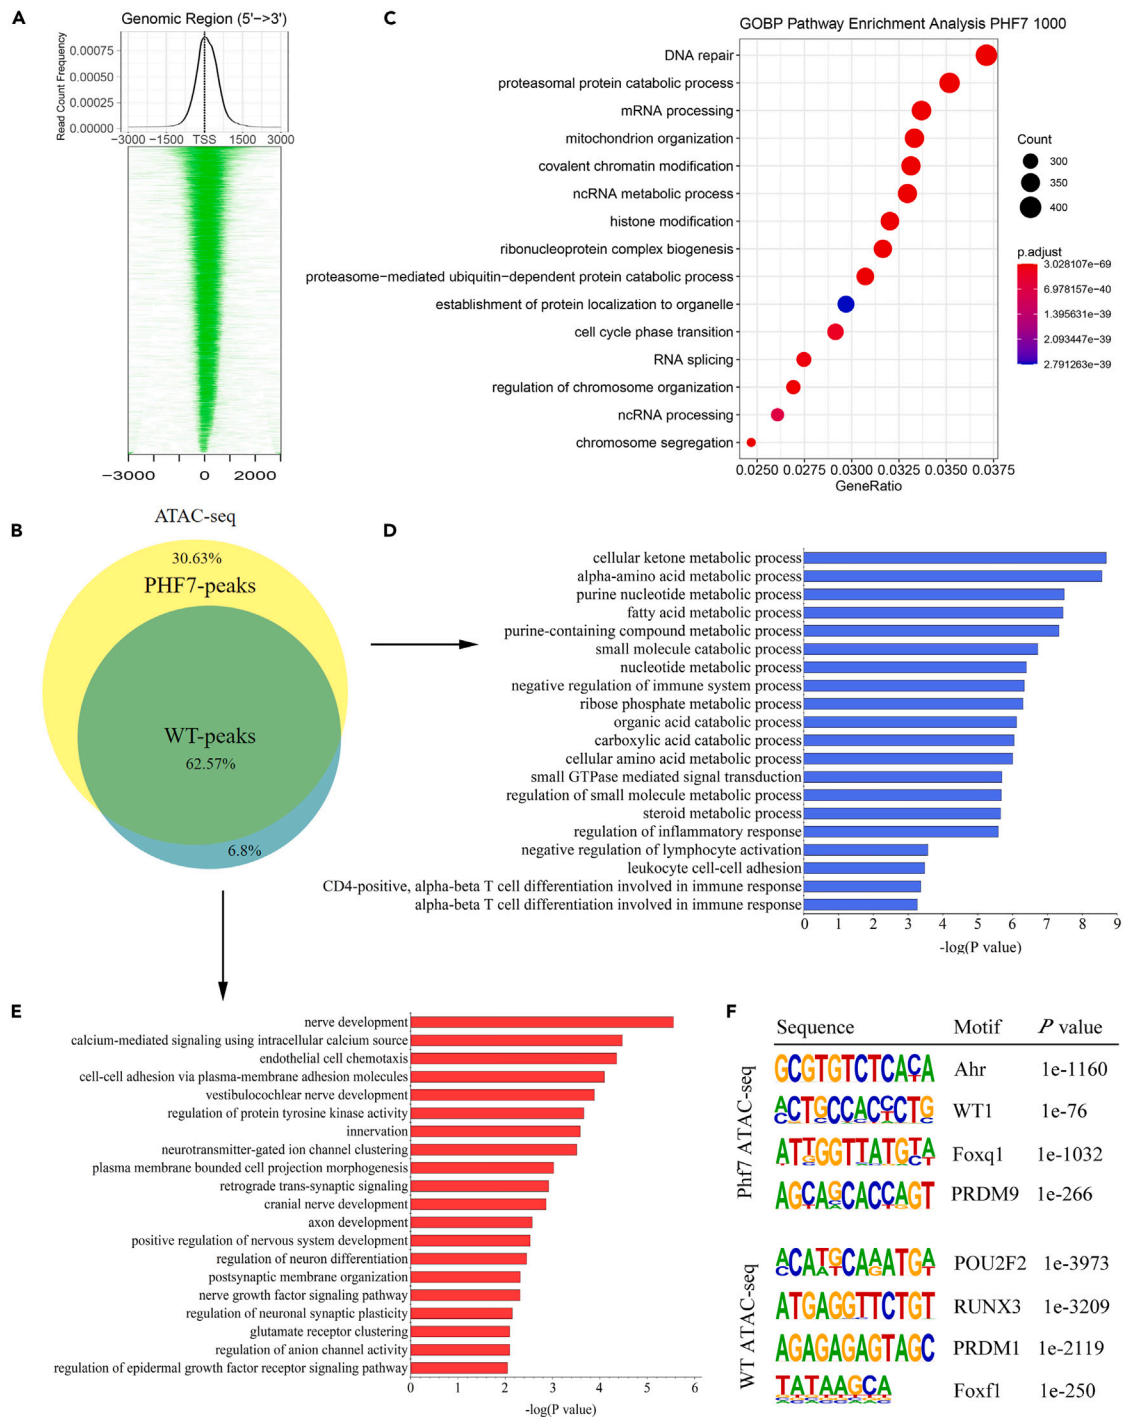 A
Genomic Region (5'->3')
Read Count Frequency
0.00075
0.00050
0.00025
0.00000
−3000 −1500 TSS 1500 3000
−3000 0 2000
C
GOBP Pathway Enrichment Analysis PHF7 1000
DNA repair
proteasomal protein catabolic process
mRNA processing
mitochondrion organization
covalent chromatin modification
ncRNA metabolic process
histone modification
ribonucleoprotein complex biogenesis
proteasome−mediated ubiquitin−dependent protein catabolic process
establishment of protein localization to organelle
cell cycle phase transition
RNA splicing
regulation of chromosome organization
ncRNA processing
chromosome segregation
0.0250 0.0275 0.0300 0.0325 0.0350 0.0375
GeneRatio
Count
300
350
400
p.adjust
3.028107e−69
6.978157e−40
1.395631e−39
2.093447e−39
2.791263e−39
B
ATAC-seq
30.63%
PHF7-peaks
WT-peaks
62.57%
6.8%
D
cellular ketone metabolic process
alpha-amino acid metabolic process
purine nucleotide metabolic process
fatty acid metabolic process
purine-containing compound metabolic process
small molecule catabolic process
nucleotide metabolic process
negative regulation of immune system process
ribose phosphate metabolic process
organic acid catabolic process
carboxylic acid catabolic process
cellular amino acid metabolic process
small GTPase mediated signal transduction
regulation of small molecule metabolic process
steroid metabolic process
regulation of inflammatory response
negative regulation of lymphocyte activation
leukocyte cell-cell adhesion
CD4-positive, alpha-beta T cell differentiation involved in immune response
alpha-beta T cell differentiation involved in immune response
0 1 2 3 4 5 6 7 8 9
-log(P value)
E
nerve development
calcium-mediated signaling using intracellular calcium source
endothelial cell chemotaxis
cell-cell adhesion via plasma-membrane adhesion molecules
vestibulocochlear nerve development
regulation of protein tyrosine kinase activity
innervation
neurotransmitter-gated ion channel clustering
plasma membrane bounded cell projection morphogenesis
retrograde trans-synaptic signaling
cranial nerve development
axon development
positive regulation of nervous system development
regulation of neuron differentiation
postsynaptic membrane organization
nerve growth factor signaling pathway
regulation of neuronal synaptic plasticity
glutamate receptor clustering
regulation of anion channel activity
regulation of epidermal growth factor receptor signaling pathway
0 1 2 3 4 5 6
-log(P value)
F
Sequence Motif P value
Phf7 ATAC-seq
GCGTGTCTCACA Ahr 1e-1160
ACTGCCACCCTG WT1 1e-76
ATTGGTTATGTA Foxq1 1e-1032
AGCAGCACCAGT PRDM9 1e-266
WT ATAC-seq
ACATGCAAATGA POU2F2 1e-3973
ATGAGGTTCTGT RUNX3 1e-3209
AGAGAGAGTAGC PRDM1 1e-2119
TATAAGCA Foxf1 1e-250